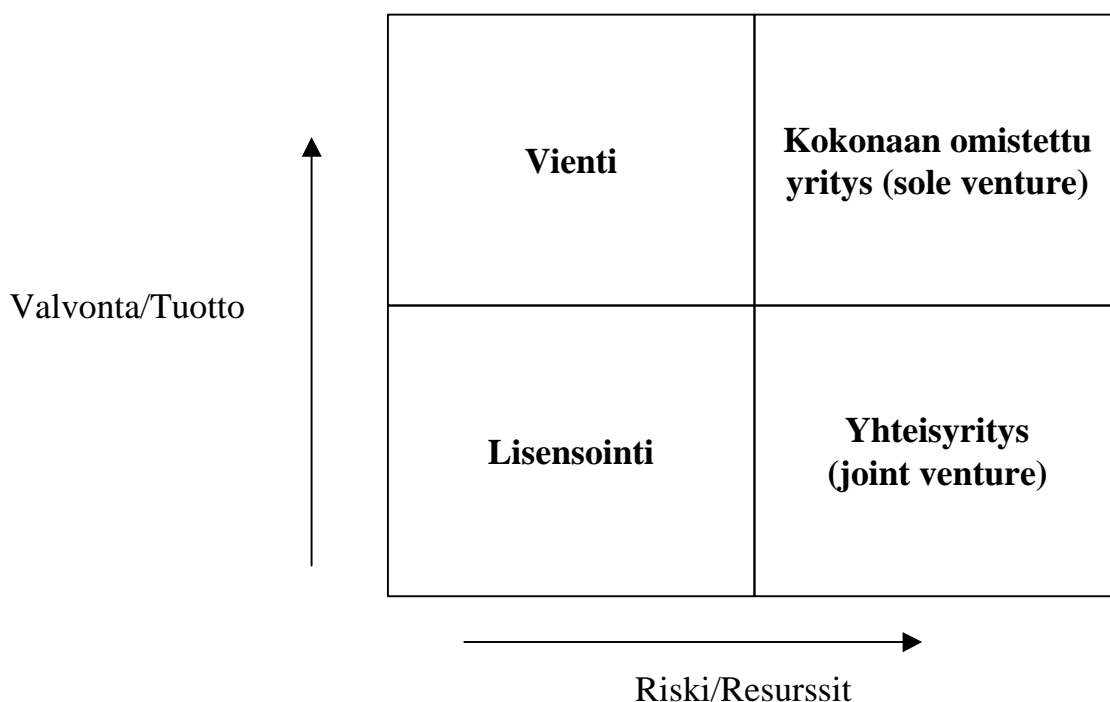 Vienti
Kokonaan omistettu
yritys (sole venture)
Valvonta/Tuotto
Lisensointi
Yhteisyritys
(joint venture)
Riski/Resurssit